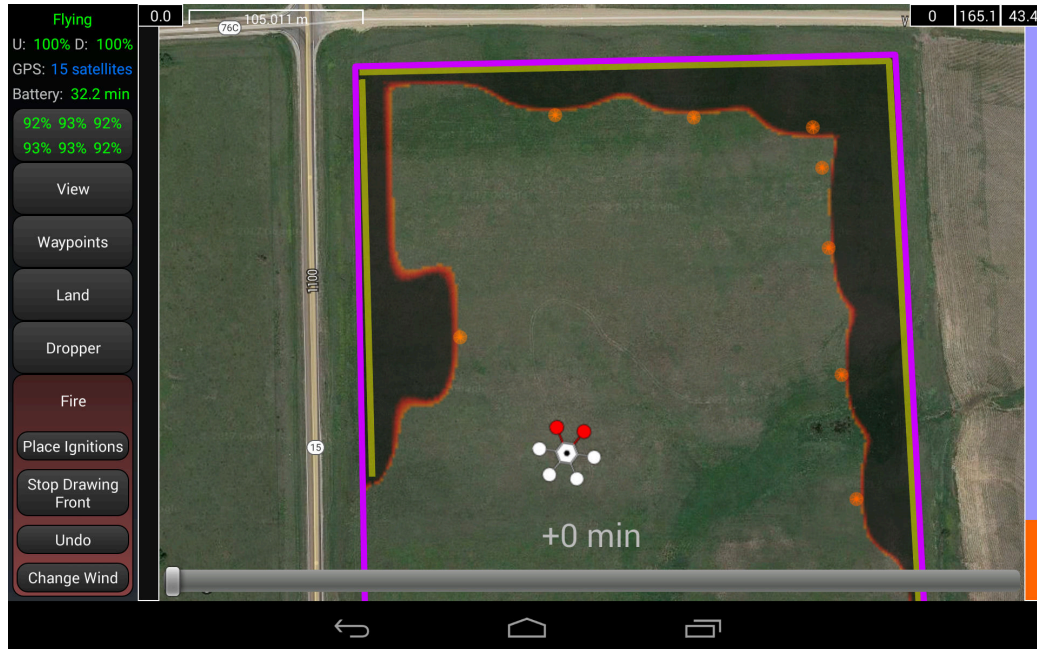 Flying
U: 100% D: 100%
GPS: 15 satellites
Battery: 32.2 min
92% 93% 92%
93% 93% 92%
View
Waypoints
Land
Dropper
Fire
Place Ignitions
Stop Drawing
Front
Undo
Change Wind
0.0
105.011 m
76C
0
165.1
43.4
1100
15
+0 min